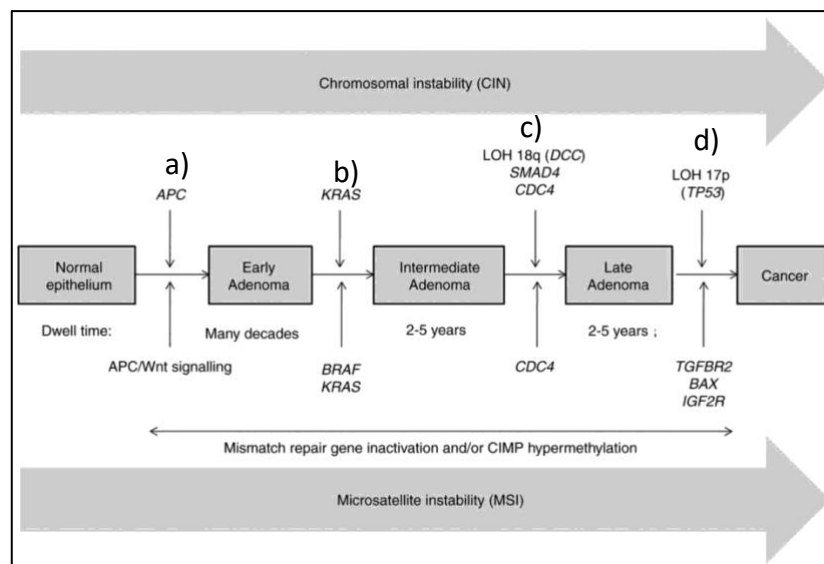 Chromosomal instability (CIN)
a)
b)
c)
d)
APC
KRAS
LOH 18q (DCC)
SMAD4
CDC4
LOH 17p
(TP53)
Normal
epithelium
Early
Adenoma
Intermediate
Adenoma
Late
Adenoma
Cancer
Dwell time:
Many decades
2-5 years
2-5 years ;
APC/Wnt signalling
BRAF
KRAS
CDC4
TGFBR2
BAX
IGF2R
Mismatch repair gene inactivation and/or CIMP hypermethylation
Microsatellite instability (MSI)